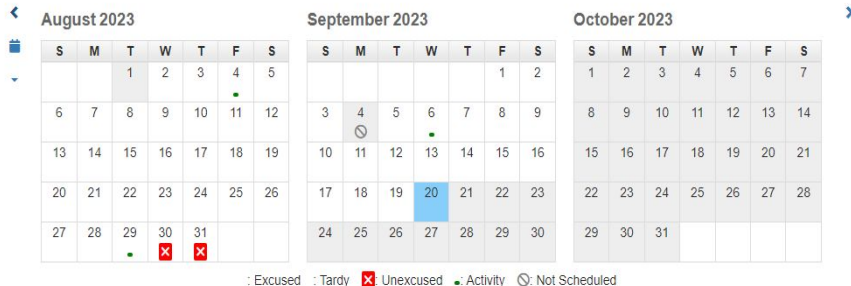 August 2023 September 2023 October 2023
S M T W T F S S M T W T F S S M T W T F S
1 2 3 4 5 1 2 1 2 3 4 5 6 7
6 7 8 9 10 11 12 3 4 5 6 7 8 9 8 9 10 11 12 13 14
13 14 15 16 17 18 19 10 11 12 13 14 15 16 15 16 17 18 19 20 21
20 21 22 23 24 25 26 17 18 19 20 21 22 23 22 23 24 25 26 27 28
27 28 29 30 31 24 25 26 27 28 29 30 29 30 31
: Excused : Tardy X: Unexcused : Activity : Not Scheduled